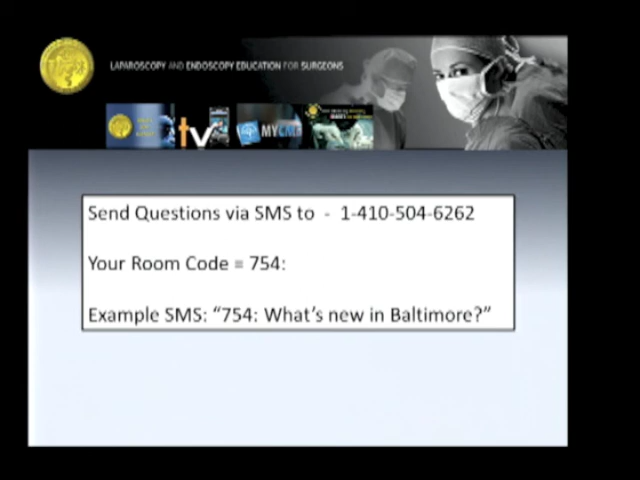 LAPAROSCOPY AND ENDOSCOPY EDUCATION FOR SURGEONS
tv
MYCME
Send Questions via SMS to - 1-410-504-6262
Your Room Code = 754:
Example SMS: “754: What’s new in Baltimore?”